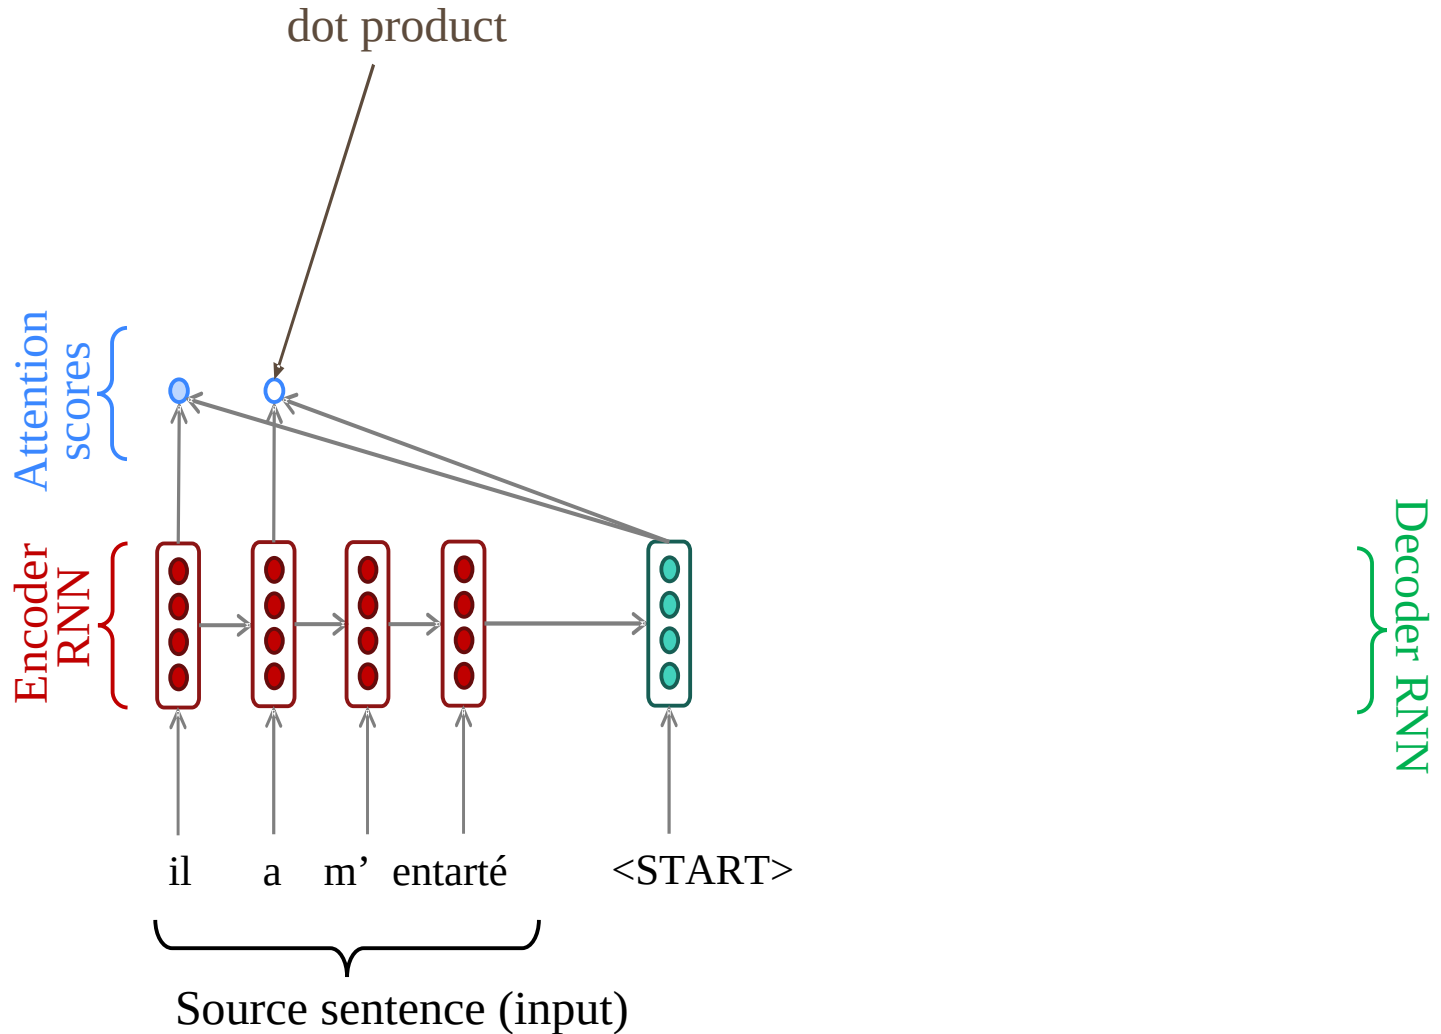 dot product
Attention
scores
Encoder
RNN
Decoder RNN
il a m’ entarté <START>
Source sentence (input)